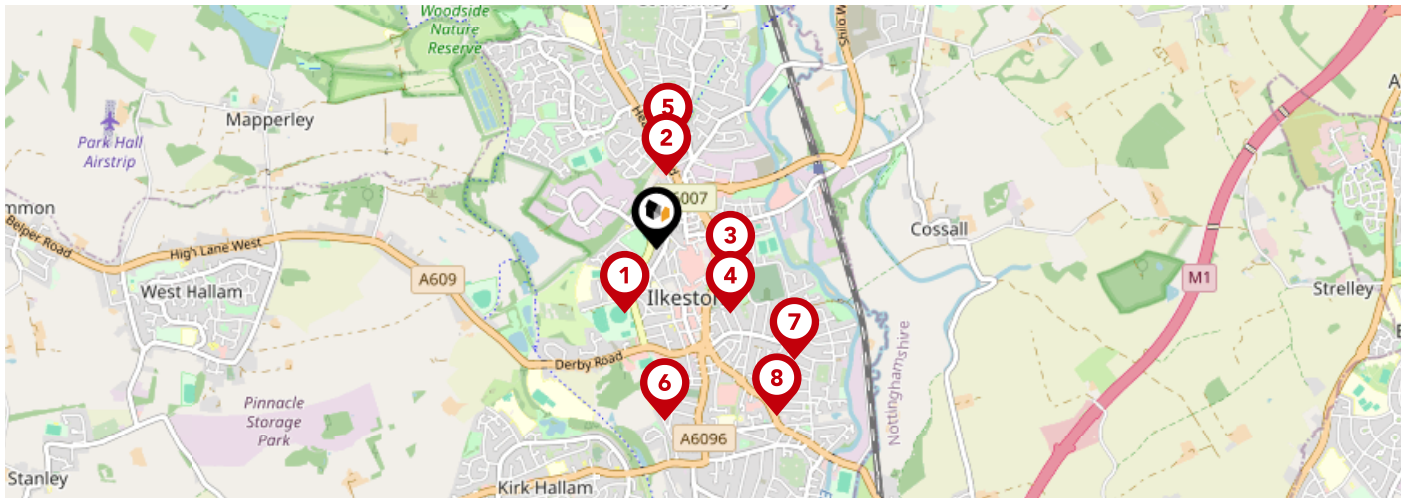 Woodside
Nature
Reserve
Mapperley
Park Hall
Airstrip
5
2
6007
mmon
Belper Road
High Lane West
3
Cossall
1
4
A609
M1
West Hallam
Ilkeston
Strelley
7
Derby Road
6
8
Nottinghamshire
Pinnacle
Storage
Park
A6096
Stanley
Kirk Hallam